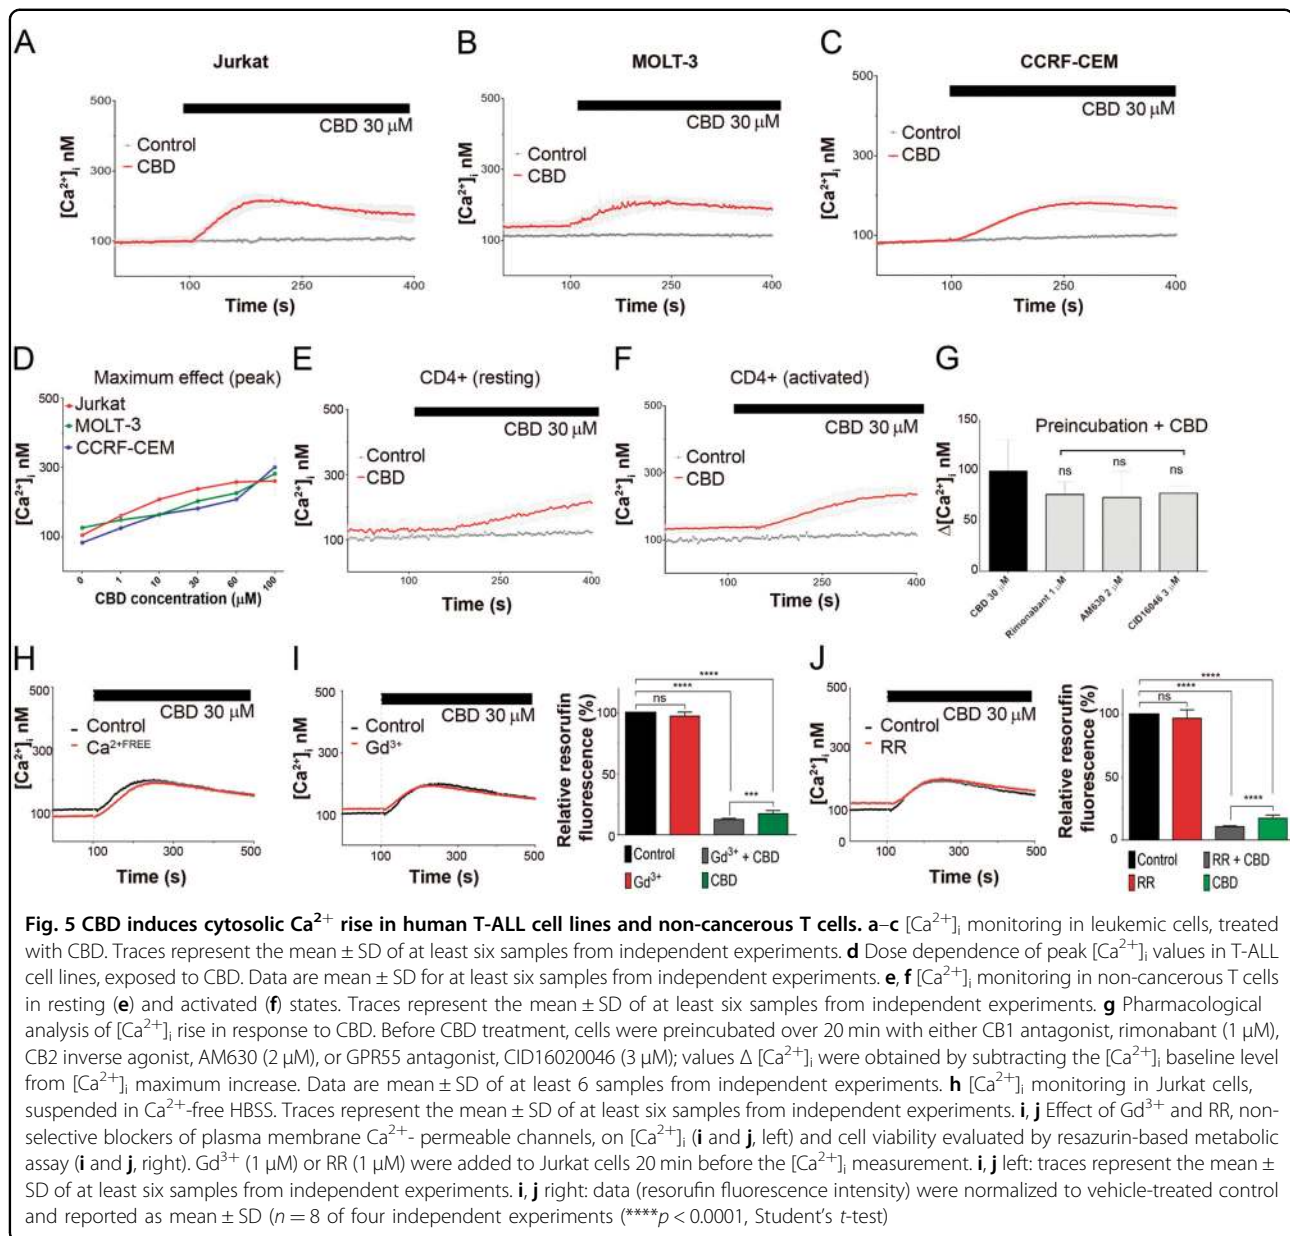 A
Jurkat
500
CBD 30 μM
Control
CBD
300
100
[Ca²⁺]ᵢ nM
100
250
400
Time (s)
B
MOLT-3
500
CBD 30 μM
Control
CBD
300
100
[Ca²⁺]ᵢ nM
100
250
400
Time (s)
C
CCRF-CEM
500
CBD 30 μM
Control
CBD
300
100
[Ca²⁺]ᵢ nM
100
250
400
Time (s)
D
Maximum effect (peak)
500
Jurkat
MOLT-3
CCRF-CEM
300
100
[Ca²⁺]ᵢ nM
0
1
10
30
60
100
CBD concentration (μM)
E
CD4+ (resting)
500
CBD 30 μM
Control
CBD
300
100
[Ca²⁺]ᵢ nM
100
250
400
Time (s)
F
CD4+ (activated)
500
CBD 30 μM
Control
CBD
300
100
[Ca²⁺]ᵢ nM
100
250
400
Time (s)
G
150
Preincubation + CBD
ns
ns
ns
100
50
0
Δ[Ca²⁺]ᵢ nM
CBD 30 μM
Rimonabant 1 μM
AM630 2 μM
CID16046 3 μM
H
500
CBD 30 μM
Control
Ca²⁺FREE
300
100
[Ca²⁺]ᵢ nM
100
300
500
Time (s)
I
500
CBD 30 μM
Control
Gd³⁺
300
100
[Ca²⁺]ᵢ nM
100
300
500
Time (s)
Relative resorufin
fluorescence (%)
****
****
ns
***
100
50
0
Control
Gd³⁺ + CBD
Gd³⁺
CBD
J
500
CBD 30 μM
Control
RR
300
200
100
0
[Ca²⁺]ᵢ nM
100
300
500
Time (s)
Relative resorufin
fluorescence (%)
****
****
ns
****
100
50
0
Control
RR + CBD
RR
CBD
Fig. 5 CBD induces cytosolic Ca²⁺ rise in human T-ALL cell lines and non-cancerous T cells. a–c [Ca²⁺]ᵢ monitoring in leukemic cells, treated
with CBD. Traces represent the mean ± SD of at least six samples from independent experiments. d Dose dependence of peak [Ca²⁺]ᵢ values in T-ALL
cell lines, exposed to CBD. Data are mean ± SD for at least six samples from independent experiments. e, f [Ca²⁺]ᵢ monitoring in non-cancerous T cells
in resting (e) and activated (f) states. Traces represent the mean ± SD of at least six samples from independent experiments. g Pharmacological
analysis of [Ca²⁺]ᵢ rise in response to CBD. Before CBD treatment, cells were preincubated over 20 min with either CB1 antagonist, rimonabant (1 μM),
CB2 inverse agonist, AM630 (2 μM), or GPR55 antagonist, CID16020046 (3 μM); values Δ [Ca²⁺]ᵢ were obtained by subtracting the [Ca²⁺]ᵢ baseline level
from [Ca²⁺]ᵢ maximum increase. Data are mean ± SD of at least 6 samples from independent experiments. h [Ca²⁺]ᵢ monitoring in Jurkat cells,
suspended in Ca²⁺-free HBSS. Traces represent the mean ± SD of at least six samples from independent experiments. i, j Effect of Gd³⁺ and RR, non-
selective blockers of plasma membrane Ca²⁺- permeable channels, on [Ca²⁺]ᵢ (i and j, left) and cell viability evaluated by resazurin-based metabolic
assay (i and j, right). Gd³⁺ (1 μM) or RR (1 μM) were added to Jurkat cells 20 min before the [Ca²⁺]ᵢ measurement. i, j left: traces represent the mean ±
SD of at least six samples from independent experiments. i, j right: data (resorufin fluorescence intensity) were normalized to vehicle-treated control
and reported as mean ± SD (n = 8 of four independent experiments (****p < 0.0001, Student's t-test)